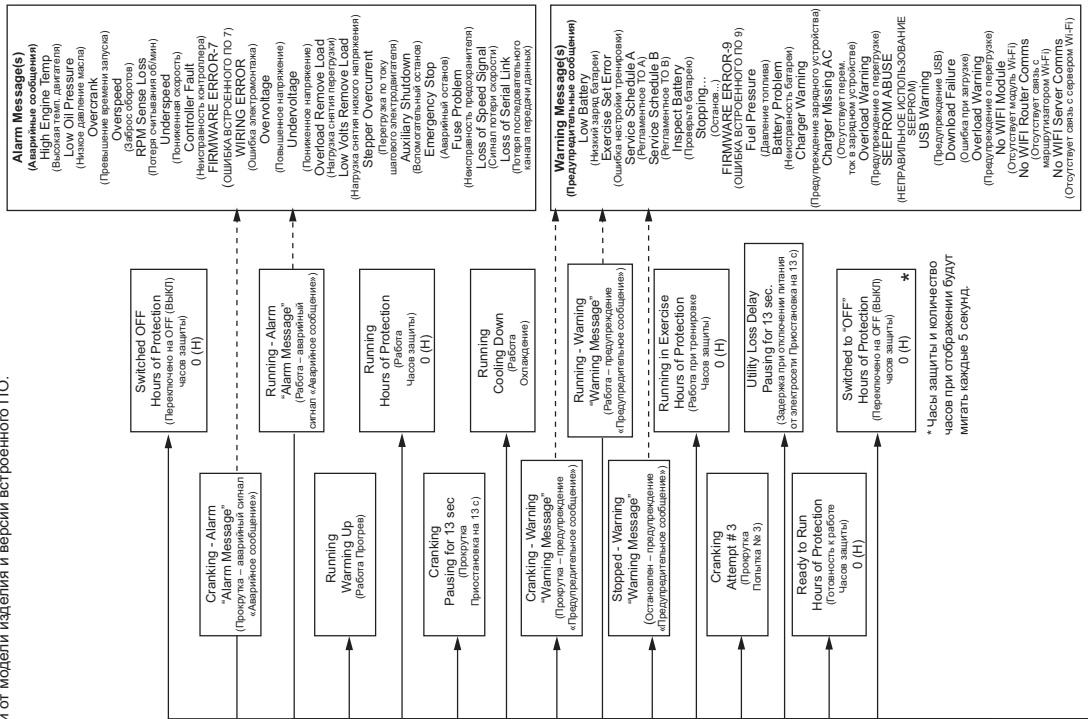 и от модели изделия и версии встроенного ПО.
Switched OFF
Hours of Protection
(Переключено на OFF (ВЫКЛ)
часов защиты)
0 (H)
Cranking - Alarm
"Alarm Message"
(Прокрутка – аварийный сигнал
«Аварийное сообщение»)
Running - Alarm
"Alarm Message"
(Работа – аварийный
сигнал «Аварийное сообщение»)
Running
Warming Up
(Работа Прогрев)
Running
Hours of Protection
(Работа
Часов защиты)
0 (H)
Cranking
Pausing for 13 sec
(Прокрутка
Приостановка на 13 с)
Running
Cooling Down
(Работа
Охлаждение)
Cranking - Warning
"Warning Message"
(Прокрутка – предупреждение
«Предупредительное сообщение»)
Running - Warning
"Warning Message"
(Работа – предупреждение
«Предупредительное сообщение»)
Stopped - Warning
"Warning Message"
(Остановлен – предупреждение
«Предупредительное сообщение»)
Running in Exercise
Hours of Protection
(Работа при тренировке
Часов защиты)
0 (H)
Cranking
Attempt # 3
(Прокрутка
Попытка № 3)
Utility Loss Delay
Pausing for 13 sec.
(Задержка при отключении питания
от электросети Приостановка на 13 с)
Ready to Run
Hours of Protection
(Готовность к работе
Часов защиты)
0 (H)
Switched to "OFF"
Hours of Protection
(Переключено на OFF (ВЫКЛ)
часов защиты)
0 (H)
*
* Часы защиты и количество
часов при отображении будут
мигать каждые 5 секунд.
Alarm Message(s)
(Аварийные сообщения)
High Engine Temp
(Высокая темп. двигателя)
Low Oil Pressure
(Низкое давление масла)
Overcrank
(Превышение времени запуска)
Overspeed
(Заброс оборотов)
RPM Sense Loss
(Потеря считывания об/мин)
Underspeed
(Пониженная скорость)
Controller Fault
(Неисправность контроллера)
FIRMWARE ERROR-7
(ОШИБКА ВСТРОЕННОГО ПО 7)
WIRING ERROR
(Ошибка электромонтажа)
Overvoltage
(Повышенное напряжение)
Undervoltage
(Пониженное напряжение)
Overload Remove Load
(Нагрузки снятия перегрузки)
Low Volts Remove Load
(Нагрузка снятия низкого напряжения)
Stepper Overcurrent
(Перегрузка по току
шагового электродвигателя)
Auxiliary Shutdown
(Вспомогательный останов)
Emergency Stop
(Аварийный останов)
Fuse Problem
(Неисправность предохранителя)
Loss of Speed Signal
(Сигнал потери скорости)
Loss of Serial Link
(Потеря последовательного
канала передачи данных)
Warning Message(s)
(Предупредительные сообщения)
Low Battery
(Низкий заряд батареи)
Exercise Set Error
(Ошибка настройки тренировки)
Service Schedule A
(Регламентное ТО A)
Service Schedule B
(Регламентное ТО B)
Inspect Battery
(Проверьте батарею)
Stopping...
(Останов...)
FIRMWARE ERROR-9
(ОШИБКА ВСТРОЕННОГО ПО 9)
Fuel Pressure
(Давление топлива)
Battery Problem
(Неисправность батареи)
Charger Warning
(Предупреждение зарядного устройства)
Charger Missing AC
(Отсутств. перем.
ток в зарядном устройстве)
Overload Warning
(Предупреждение о перегрузке)
SEEPROM ABUSE
(НЕПРАВИЛЬНОЕ ИСПОЛЬЗОВАНИЕ
SEEPROM)
USB Warning
(Предупреждение USB)
Download Failure
(Ошибка при загрузке)
Overload Warning
(Предупреждение о перегрузке)
No WIFI Module
(Отсутствует модуль Wi-Fi)
No WIFI Router Comms
(Отсутствует связь с
маршрутизатором Wi-Fi)
No WIFI Server Comms
(Отсутствует связь с сервером Wi-Fi)